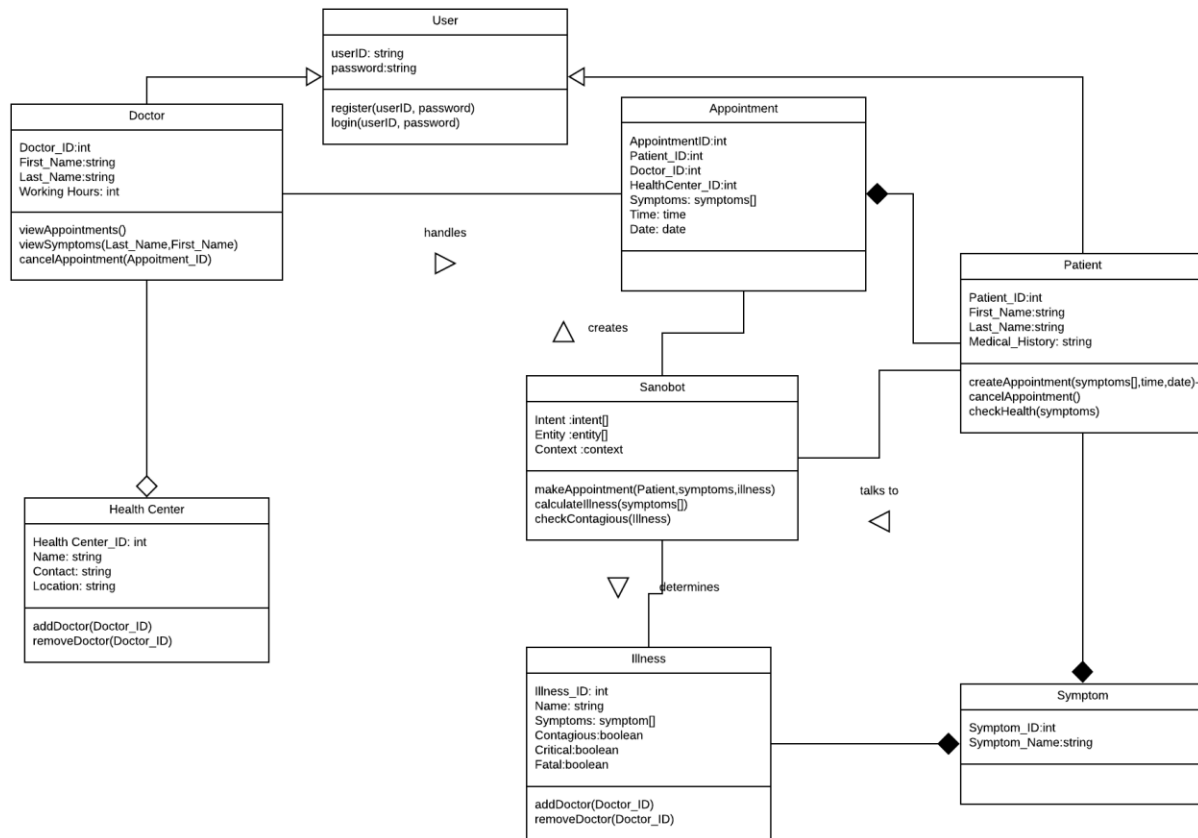 User
userID: string
password:string
register(userID, password)
login(userID, password)
Doctor
Doctor_ID:int
First_Name:string
Last_Name:string
Working Hours: int
viewAppointments()
viewSymptoms(Last_Name,First_Name)
cancelAppointment(Appoitment_ID)
Appointment
AppointmentID:int
Patient_ID:int
Doctor_ID:int
HealthCenter_ID:int
Symptoms: symptoms[]
Time: time
Date: date
handles
Patient
Patient_ID:int
First_Name:string
Last_Name:string
Medical_History: string
createAppointment(symptoms[],time,date)-
cancelAppointment()
checkHealth(symptoms)
creates
Sanobot
Intent :intent[]
Entity :entity[]
Context :context
makeAppointment(Patient,symptoms,illness)
calculateIllness(symptoms[])
checkContagious(Illness)
talks to
Health Center
Health Center_ID: int
Name: string
Contact: string
Location: string
addDoctor(Doctor_ID)
removeDoctor(Doctor_ID)
determines
Illness
Illness_ID: int
Name: string
Symptoms: symptom[]
Contagious:boolean
Critical:boolean
Fatal:boolean
addDoctor(Doctor_ID)
removeDoctor(Doctor_ID)
Symptom
Symptom_ID:int
Symptom_Name:string